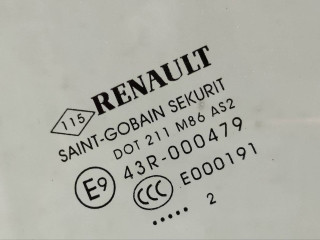 115 RENAULT
SAINT-GOBAIN SEKURIT
DOT 211 M86 AS2
E9 43R-000479
CCC E000191
..... 2